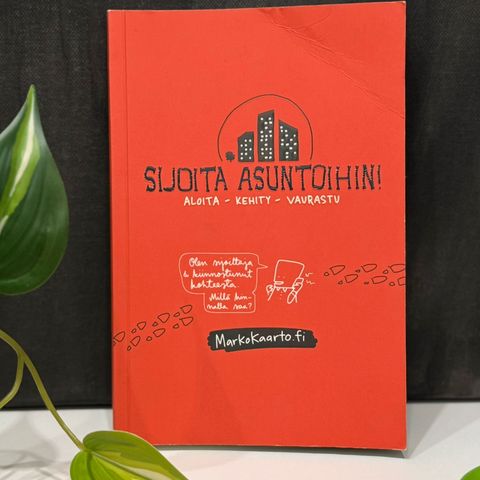 SIJOITA ASUNTOIHIN!
ALOITA - KEHITY - VAURASTU
Olen sijoittaja
& kiinnostunut
kohteesta.
Millä hin-
nalla saa?
MarkoKaarto.fi